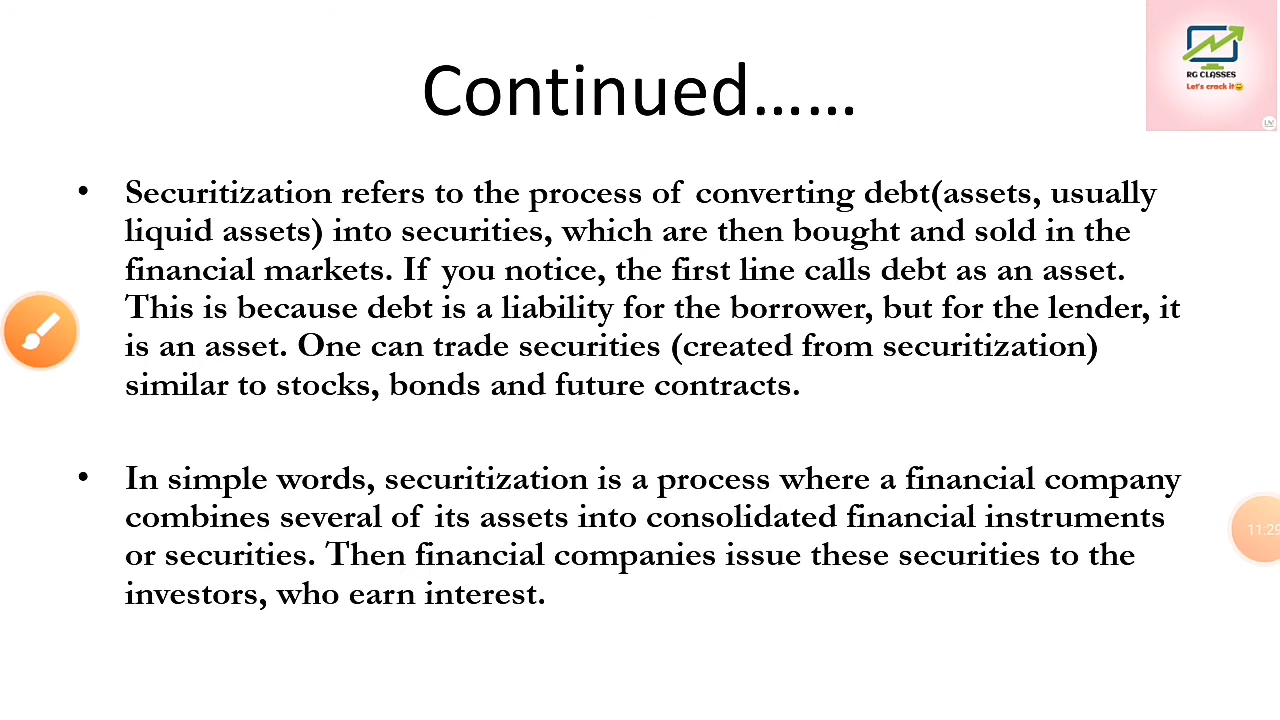 Continued……
RG CLASSES
Let's crack it
• Securitization refers to the process of converting debt(assets, usually
liquid assets) into securities, which are then bought and sold in the
financial markets. If you notice, the first line calls debt as an asset.
This is because debt is a liability for the borrower, but for the lender, it
is an asset. One can trade securities (created from securitization)
similar to stocks, bonds and future contracts.
• In simple words, securitization is a process where a financial company
combines several of its assets into consolidated financial instruments
or securities. Then financial companies issue these securities to the
investors, who earn interest.
11:29